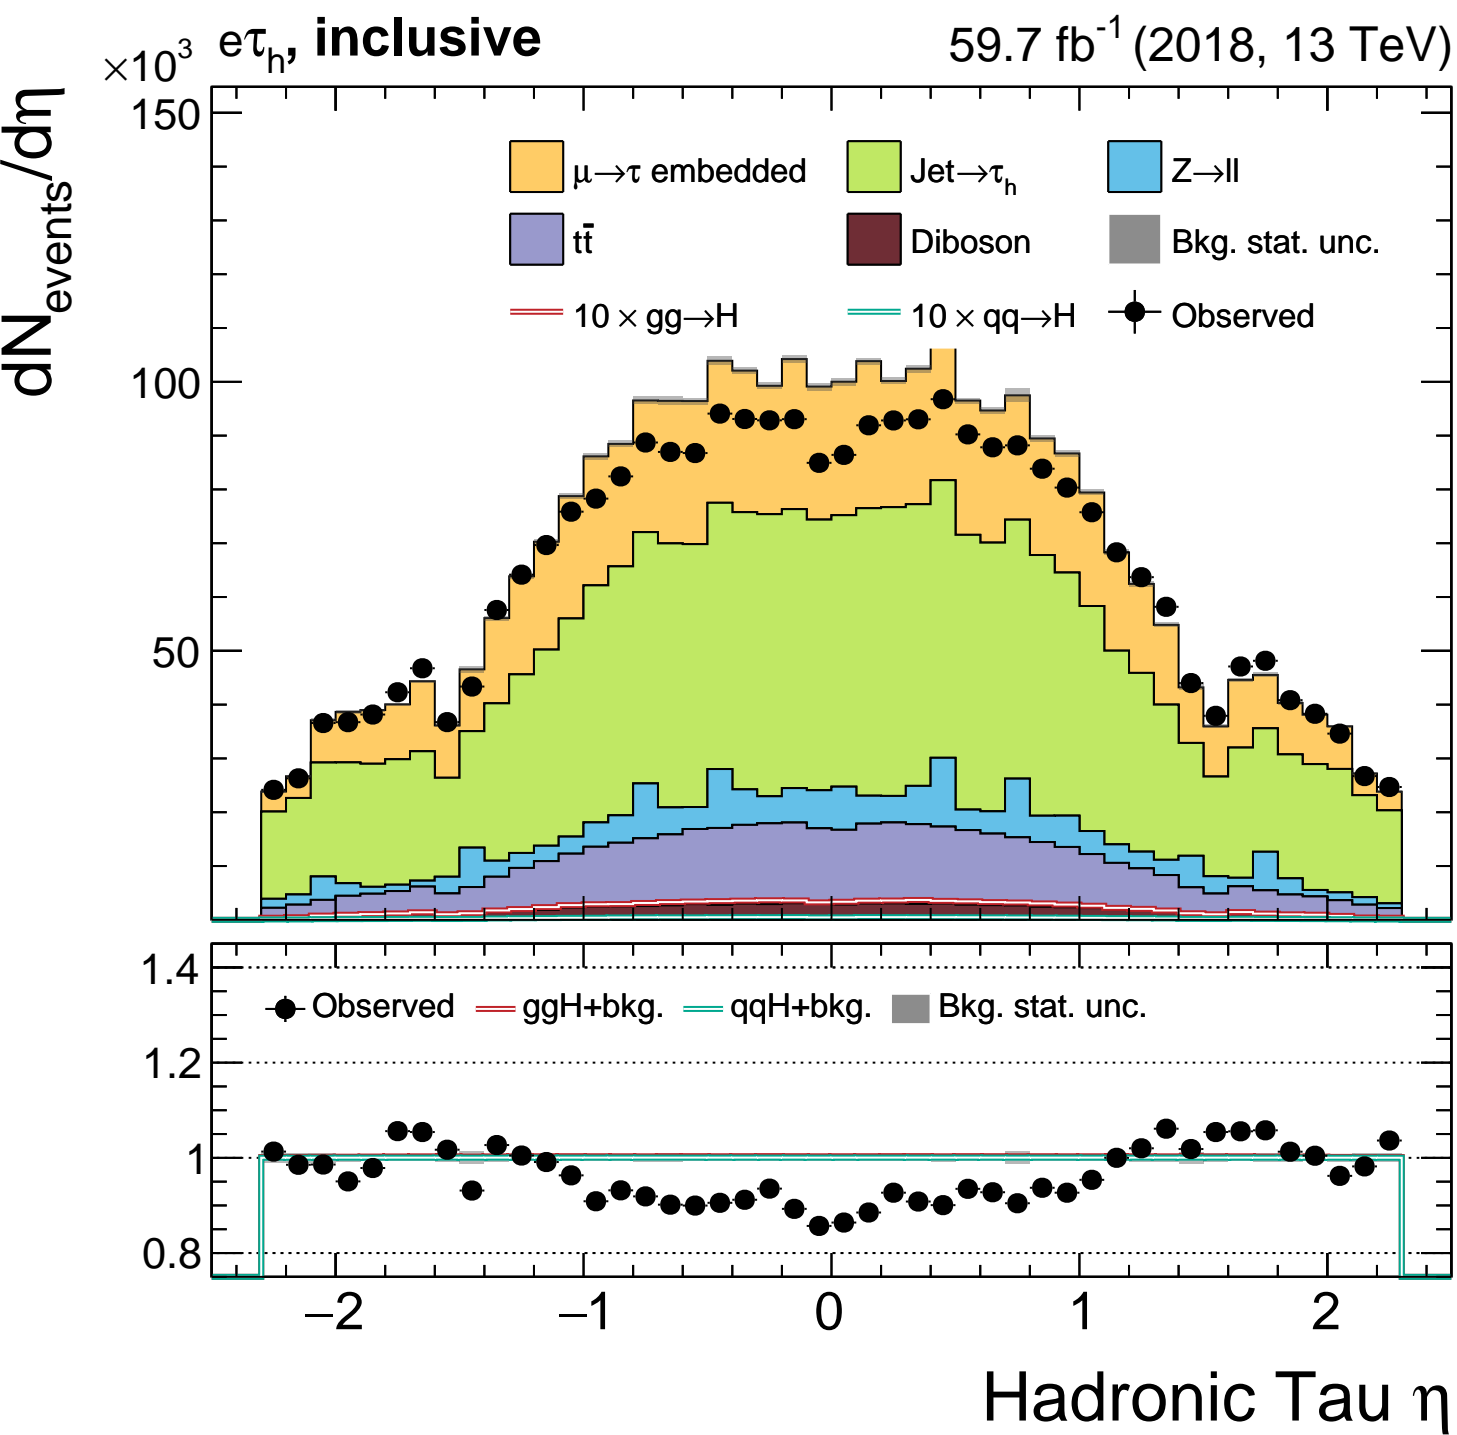 ×10³ eτₕ, inclusive 59.7 fb⁻¹ (2018, 13 TeV)
dN_events/dη
150
100
50
μ→τ embedded Jet→τₕ Z→ll
tt̄ Diboson Bkg. stat. unc.
10 × gg→H 10 × qq→H Observed
1.4
1.2
1
0.8
Observed ggH+bkg. qqH+bkg. Bkg. stat. unc.
−2 −1 0 1 2
Hadronic Tau η